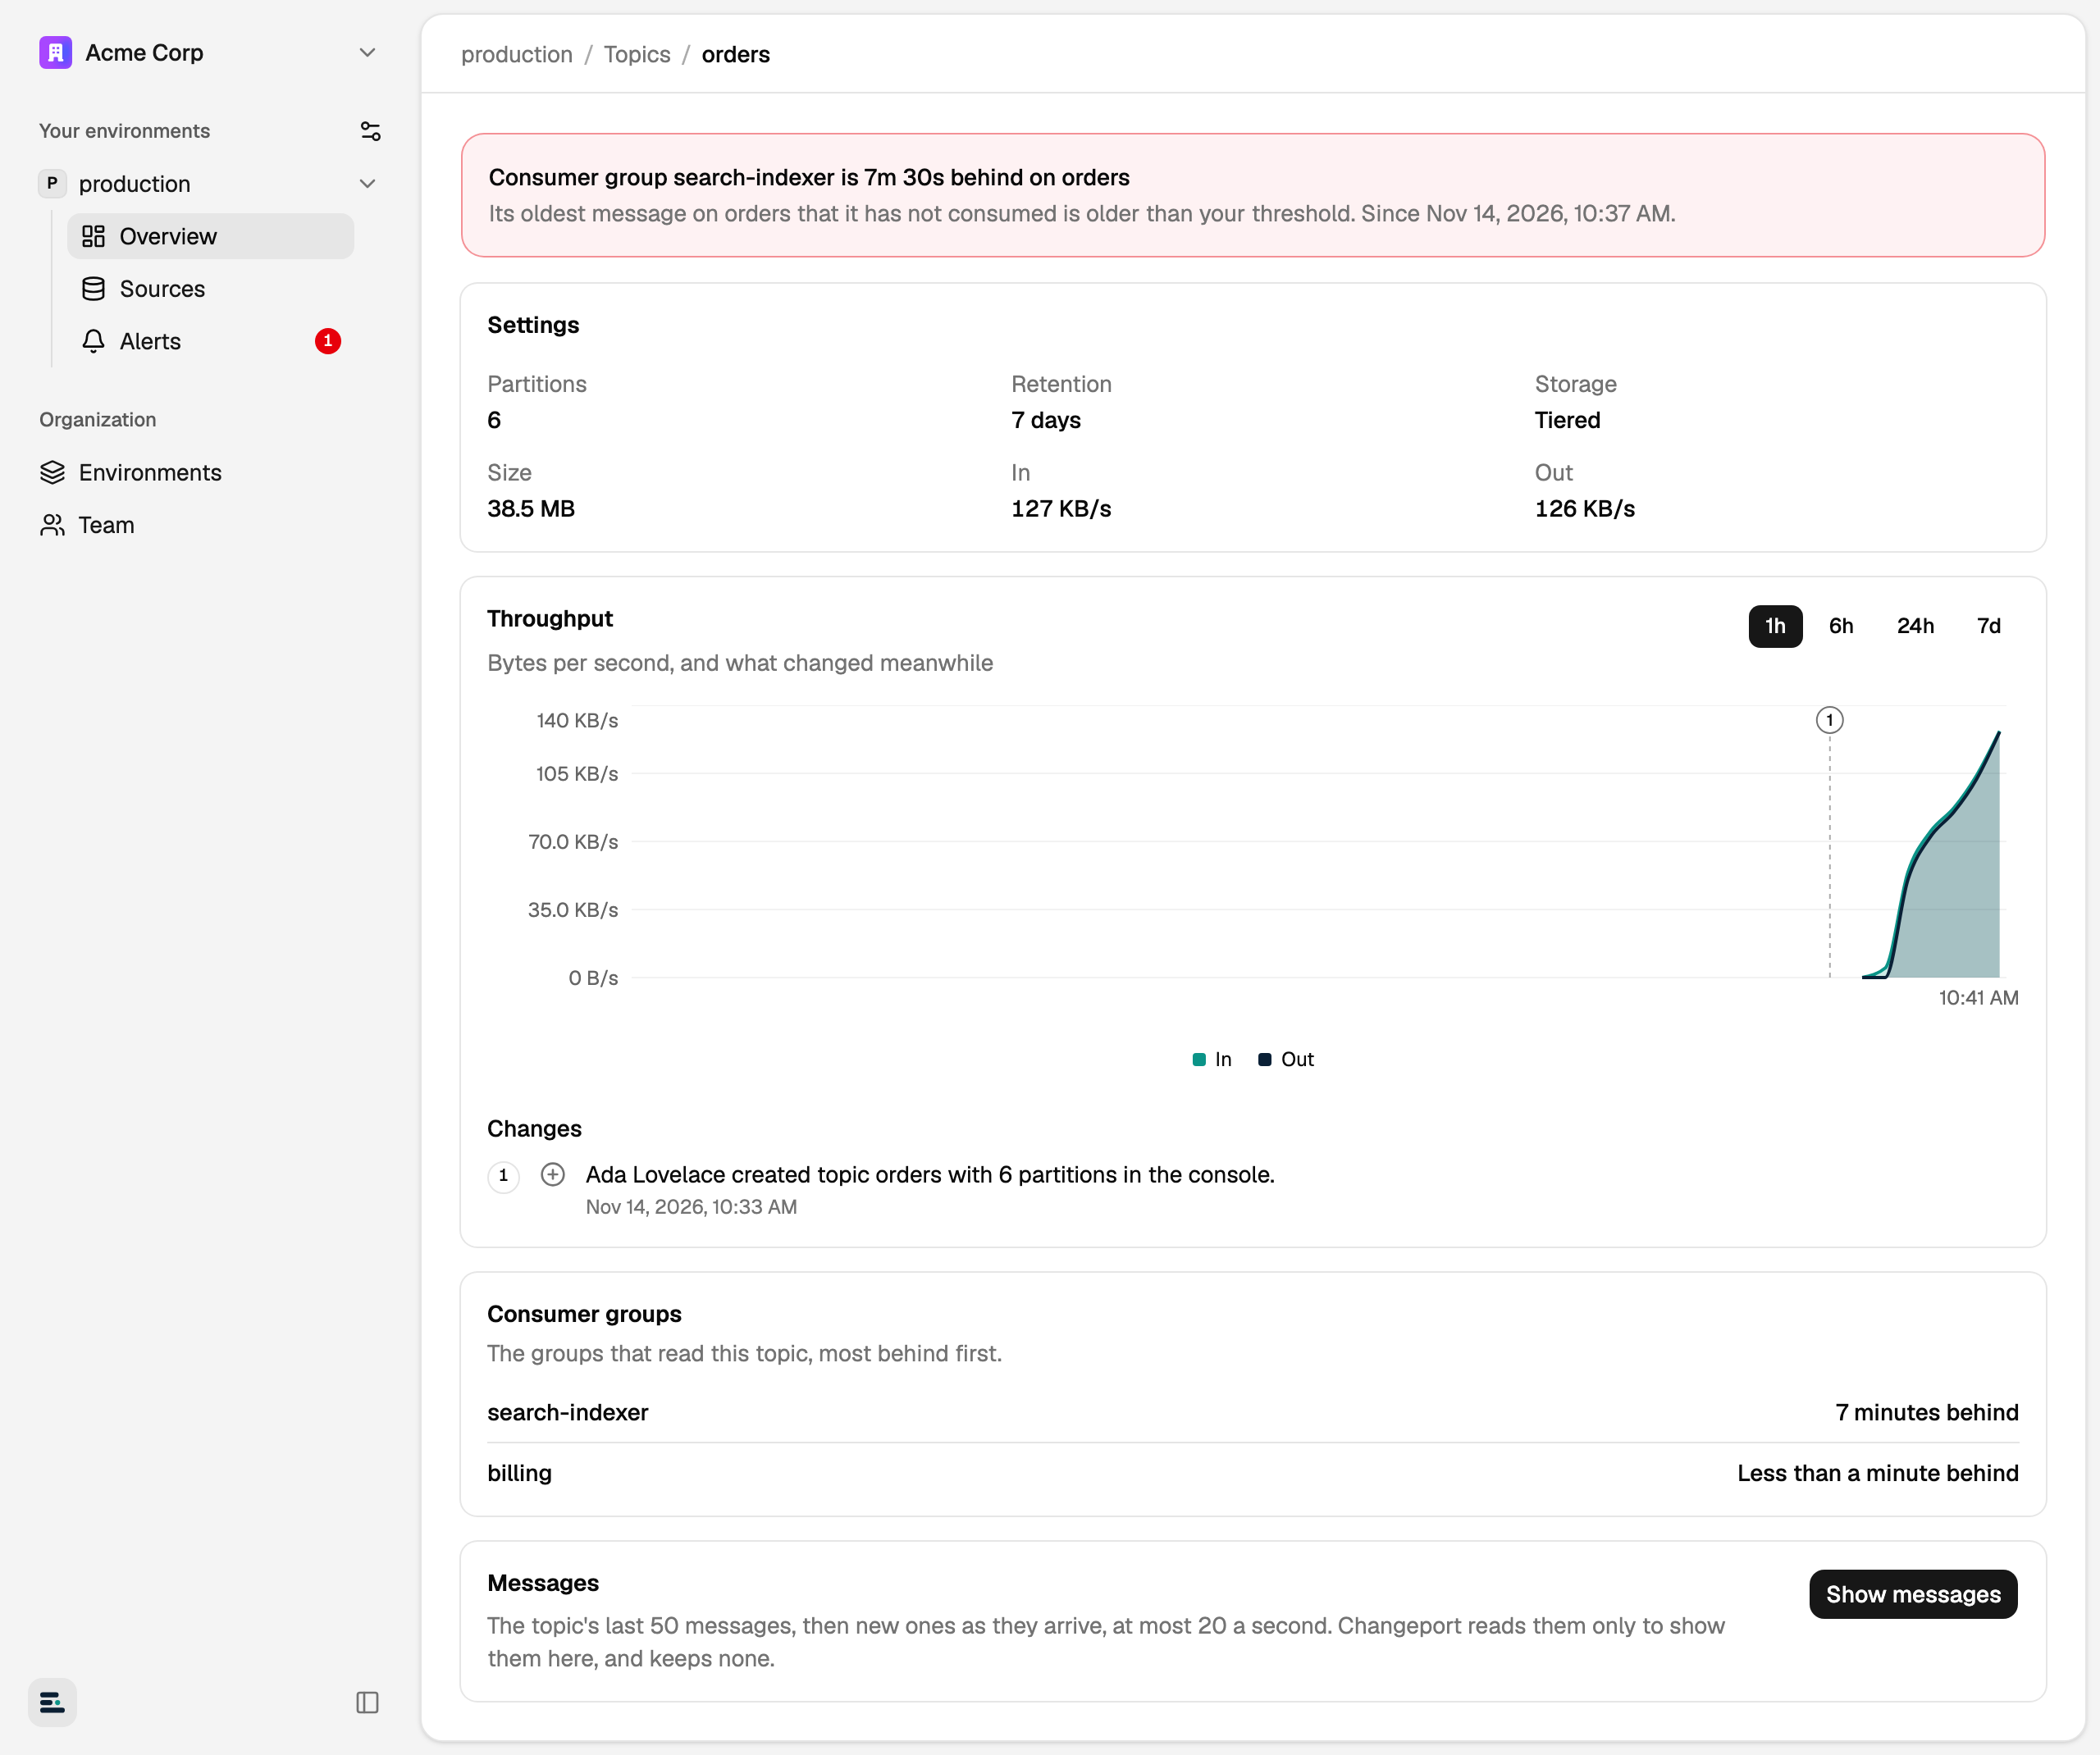 Acme Corp
Your environments
P production
Overview
Sources
Alerts 1
Organization
Environments
Team
production / Topics / orders
Consumer group search-indexer is 7m 30s behind on orders
Its oldest message on orders that it has not consumed is older than your threshold. Since Nov 14, 2026, 10:37 AM.
Settings
Partitions Retention Storage
6 7 days Tiered
Size In Out
38.5 MB 127 KB/s 126 KB/s
Throughput
1h 6h 24h 7d
Bytes per second, and what changed meanwhile
140 KB/s
1
105 KB/s
70.0 KB/s
35.0 KB/s
0 B/s
10:41 AM
In Out
Changes
1 Ada Lovelace created topic orders with 6 partitions in the console.
Nov 14, 2026, 10:33 AM
Consumer groups
The groups that read this topic, most behind first.
search-indexer 7 minutes behind
billing Less than a minute behind
Messages
Show messages
The topic's last 50 messages, then new ones as they arrive, at most 20 a second. Changeport reads them only to show
them here, and keeps none.